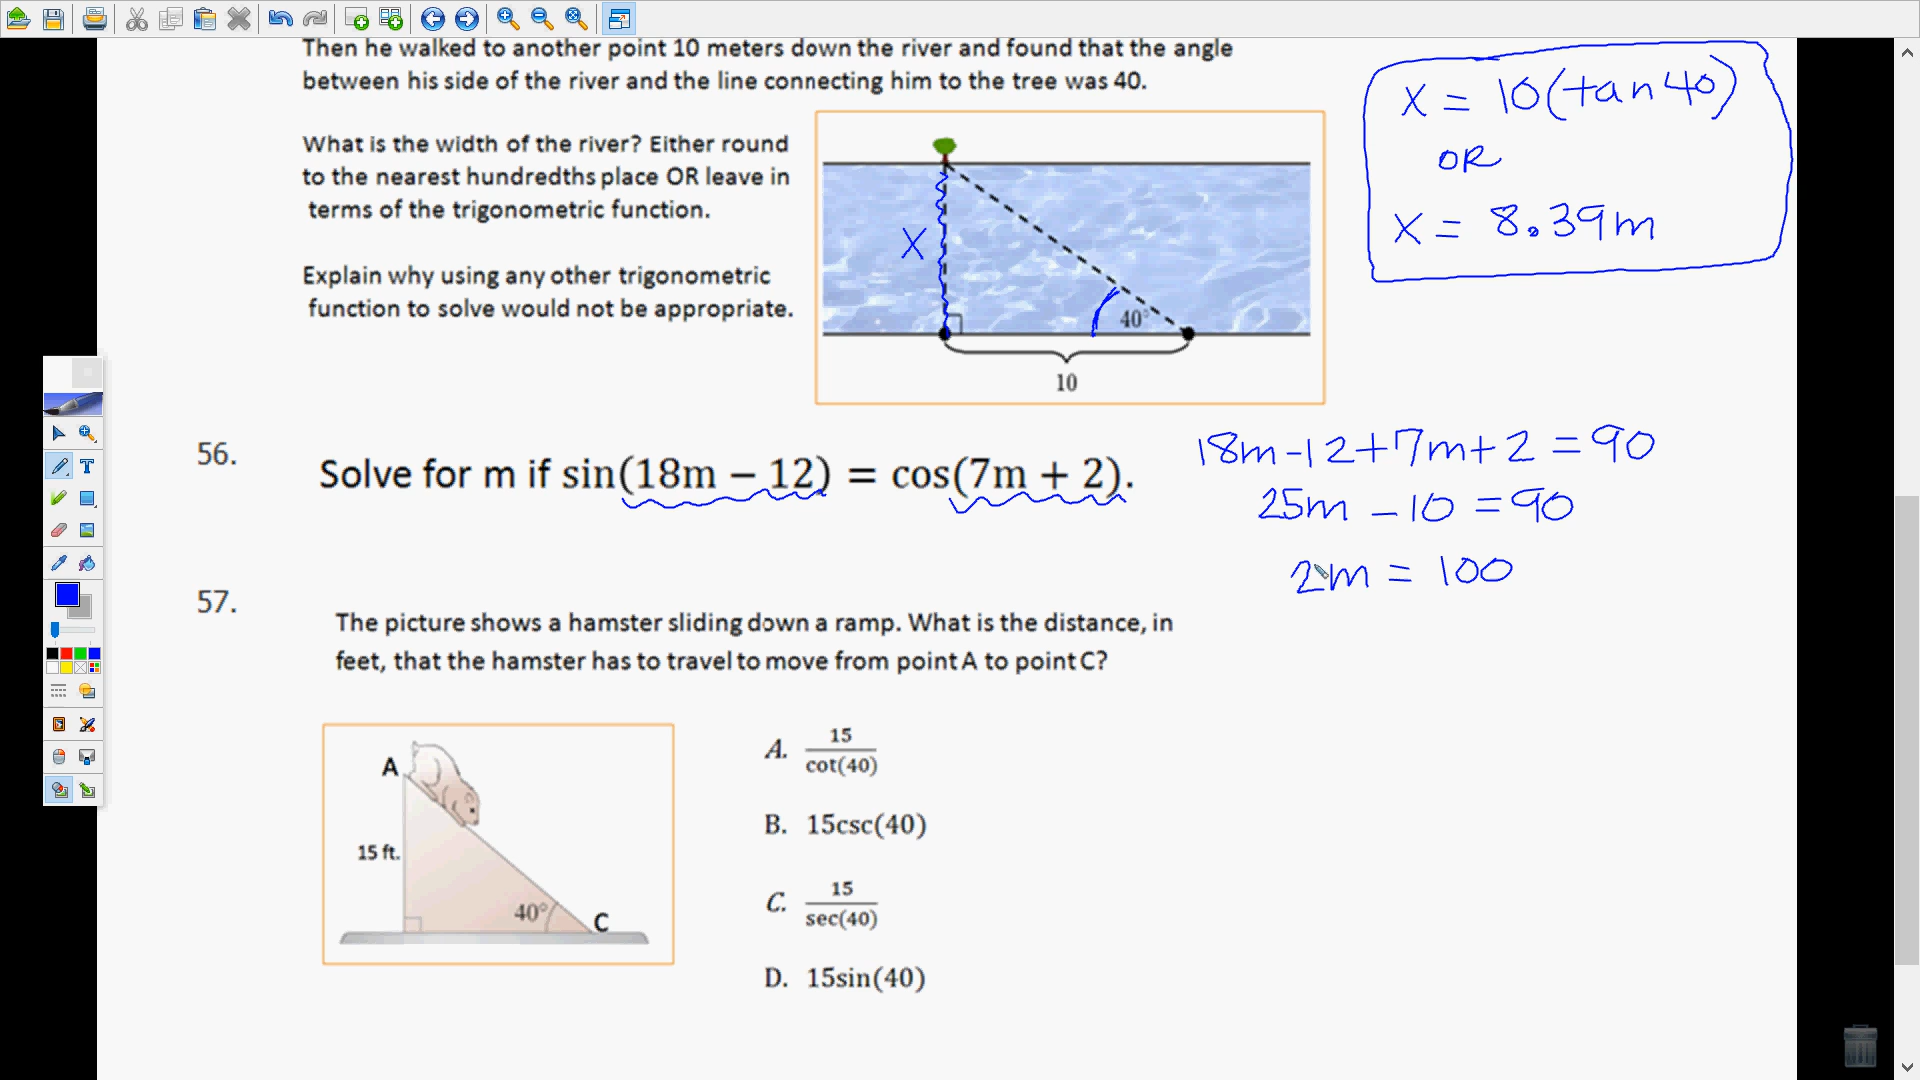 Then he walked to another point 10 meters down the river and found that the angle
between his side of the river and the line connecting him to the tree was 40.
x = 10(tan40)
OR
x = 8.39m
What is the width of the river? Either round
to the nearest hundredths place OR leave in
terms of the trigonometric function.
Explain why using any other trigonometric
function to solve would not be appropriate.
X
40°
10
56.
Solve for m if sin(18m − 12) = cos(7m + 2).
18m-12+7m+2 = 90
25m - 10 = 90
2m = 100
57.
The picture shows a hamster sliding down a ramp. What is the distance, in
feet, that the hamster has to travel to move from point A to point C?
A
15 ft.
40°
C
A. 15/cot(40)
B. 15csc(40)
C. 15/sec(40)
D. 15sin(40)
T